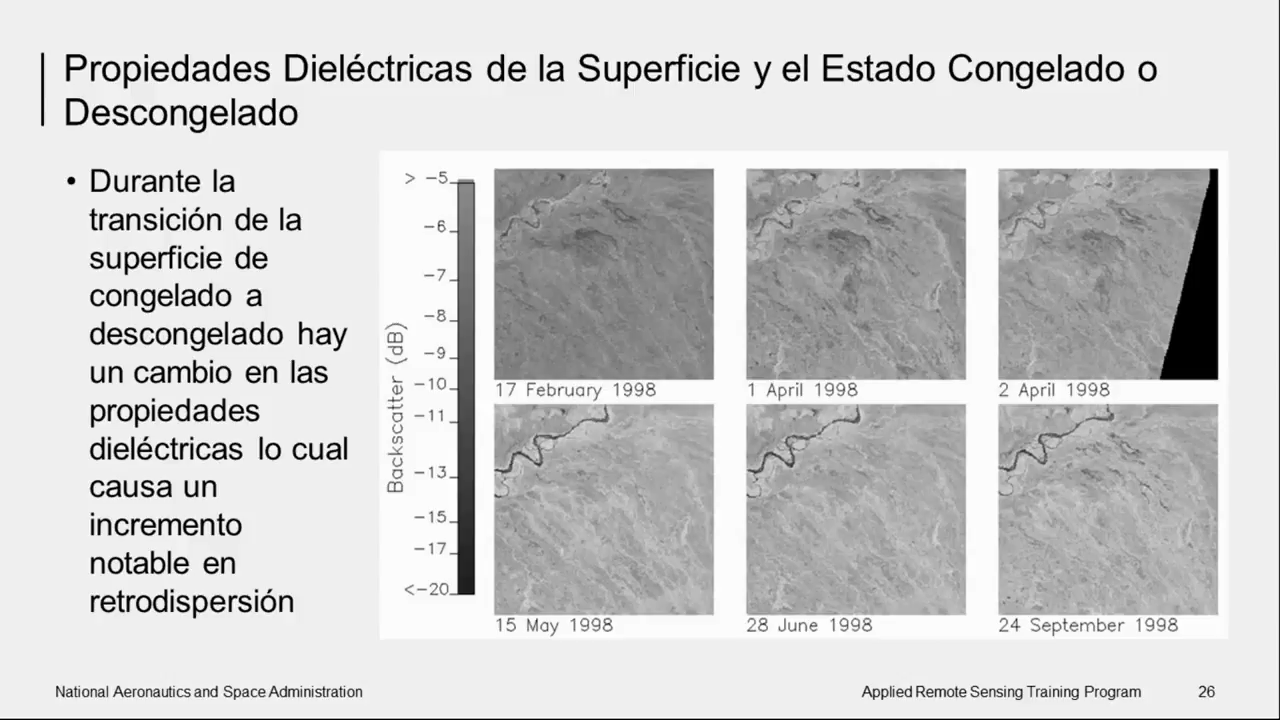 Propiedades Dieléctricas de la Superficie y el Estado Congelado o
Descongelado
• Durante la
transición de la
superficie de
congelado a
descongelado hay
un cambio en las
propiedades
dieléctricas lo cual
causa un
incremento
notable en
retrodispersión
Backscatter (dB)
> -5
-6
-7
-8
-9
-10
-11
-13
-15
-17
<-20
17 February 1998
1 April 1998
2 April 1998
15 May 1998
28 June 1998
24 September 1998
National Aeronautics and Space Administration
Applied Remote Sensing Training Program
26